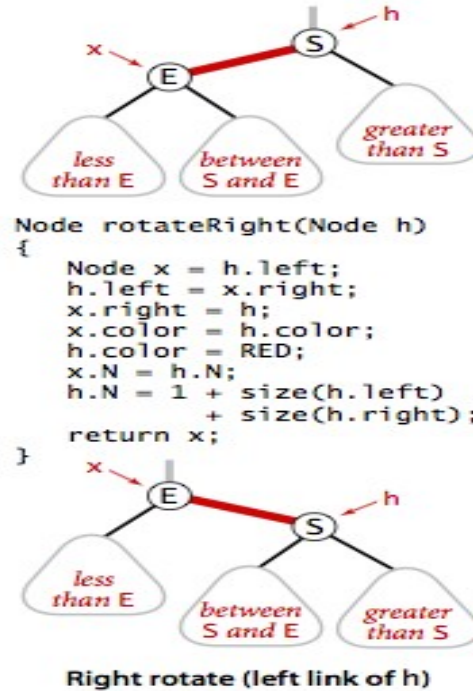 h
x
S
E
less
than E
between
S and E
greater
than S
Node rotateRight(Node h)
{
Node x = h.left;
h.left = x.right;
x.right = h;
x.color = h.color;
h.color = RED;
x.N = h.N;
h.N = 1 + size(h.left)
+ size(h.right);
return x;
}
x
E
h
S
less
than E
between
S and E
greater
than S
Right rotate (left link of h)